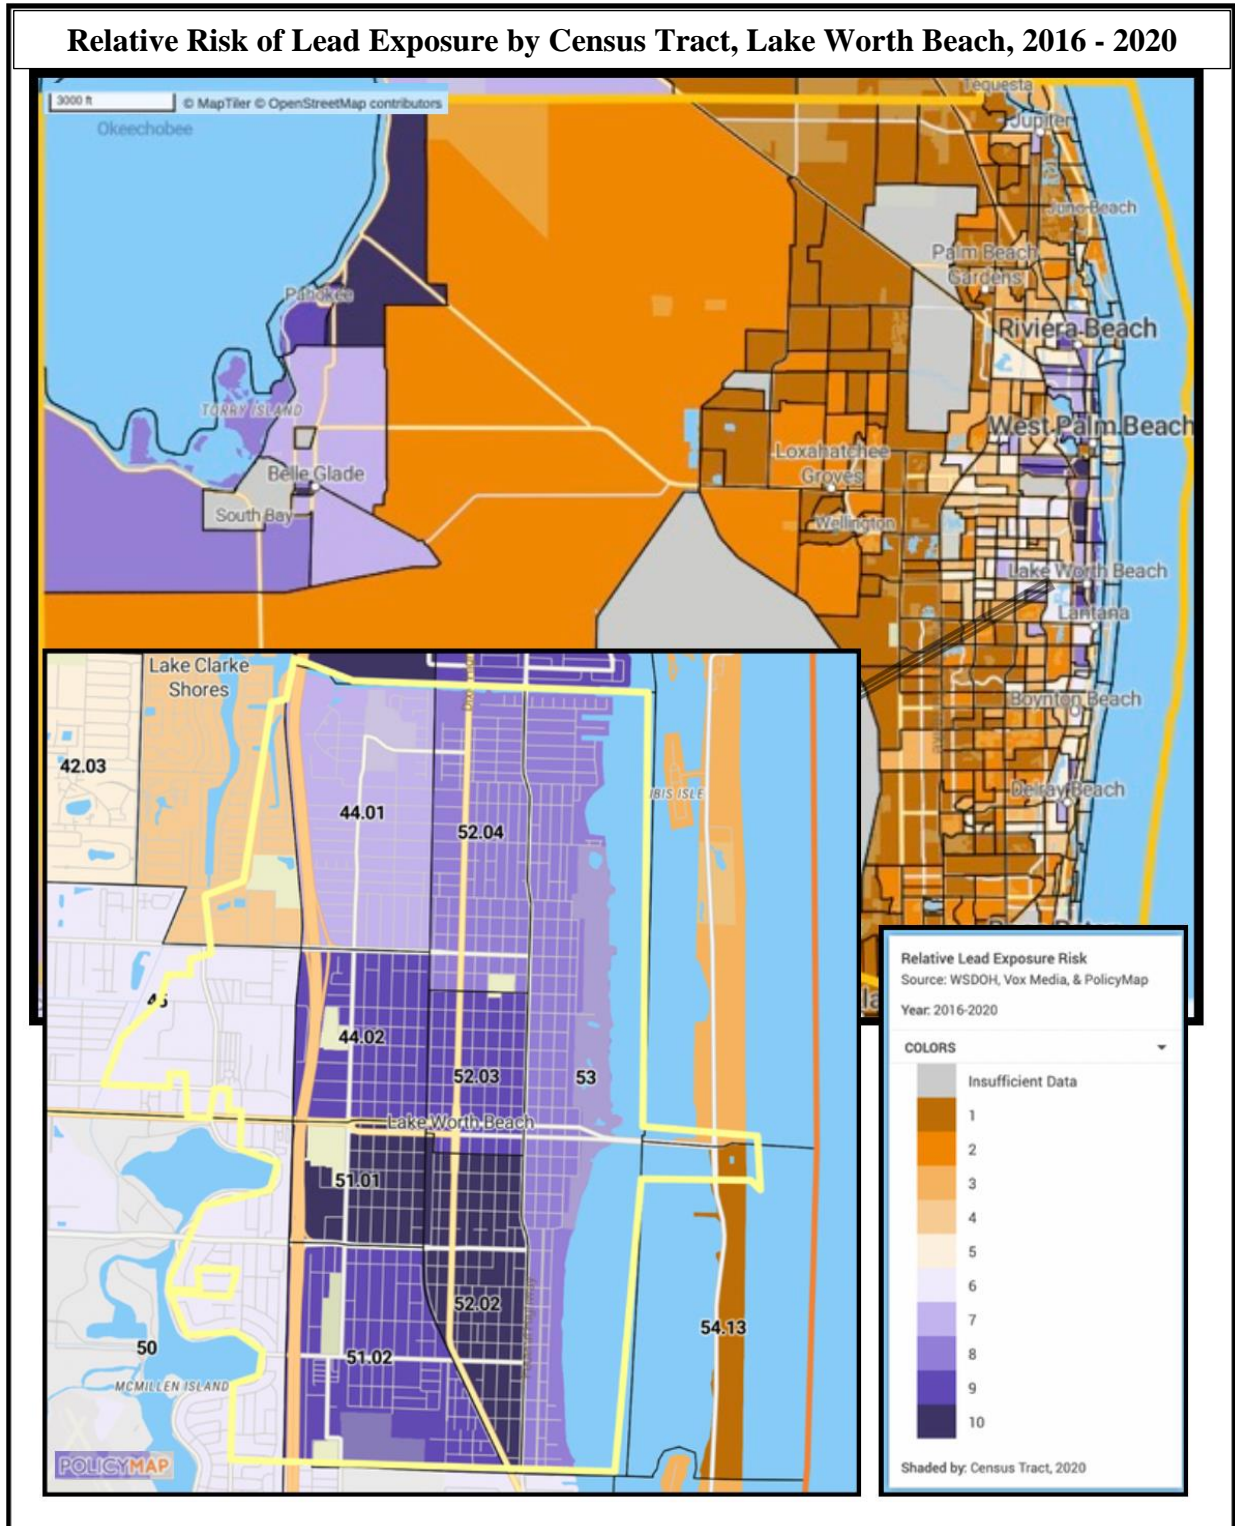 Relative Risk of Lead Exposure by Census Tract, Lake Worth Beach, 2016 - 2020
3000 ft
© MapTiler © OpenStreetMap contributors
Okeechobee
Tequesta
Jupiter
Juno Beach
Palm Beach
Gardens
Pahokee
Riviera Beach
TORRY ISLAND
West Palm Beach
Belle Glade
Loxahatchee
Groves
South Bay
Wellington
Lake Worth Beach
Lantana
Boynton Beach
Delray Beach
Lake Clarke
Shores
42.03
IBIS ISLE
44.01
52.04
45
44.02
52.03
53
Lake Worth Beach
51.01
52.02
54.13
50
51.02
MCMILLEN ISLAND
POLICYMAP
Relative Lead Exposure Risk
Source: WSDOH, Vox Media, & PolicyMap
Year: 2016-2020
COLORS
Insufficient Data
1
2
3
4
5
6
7
8
9
10
Shaded by: Census Tract, 2020